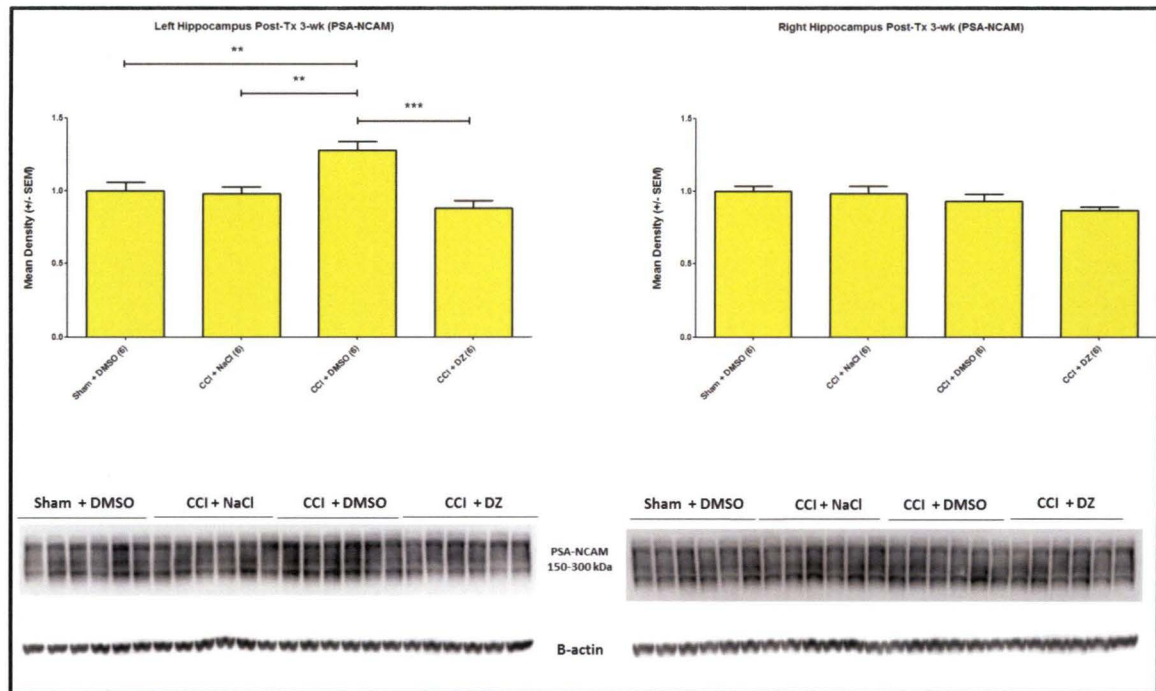 Left Hippocampus Post-Tx 3-wk (PSA-NCAM)
**
**
***
1.5
1.0
0.5
0.0
Mean Density (+/- SEM)
Sham + DMSO (6)
CCI + NaCl (6)
CCI + DMSO (6)
CCI + DZ (6)
Right Hippocampus Post-Tx 3-wk (PSA-NCAM)
1.5
1.0
0.5
0.0
Mean Density (+/- SEM)
Sham + DMSO (6)
CCI + NaCl (6)
CCI + DMSO (6)
CCI + DZ (6)
Sham + DMSO CCI + NaCl CCI + DMSO CCI + DZ
Sham + DMSO CCI + NaCl CCI + DMSO CCI + DZ
PSA-NCAM
150-300 kDa
B-actin